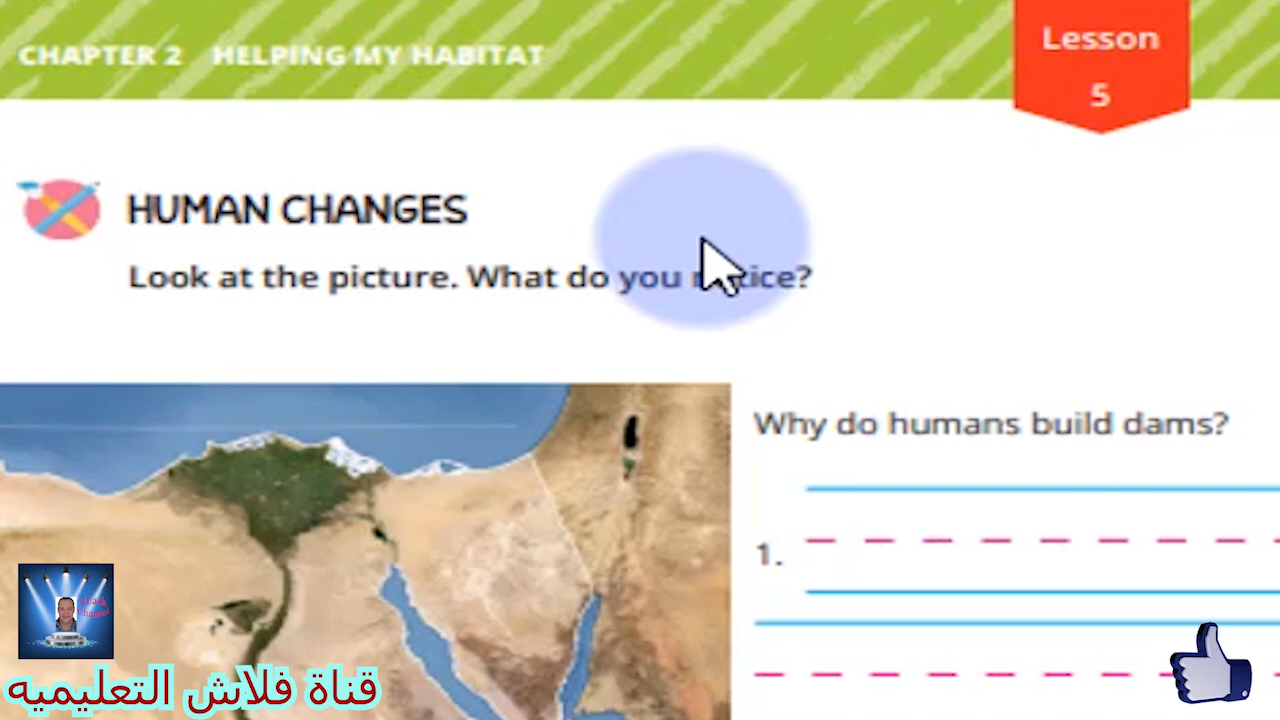 CHAPTER 2 HELPING MY HABITAT
Lesson
5
HUMAN CHANGES
Look at the picture. What do you notice?
Why do humans build dams?
1.
قناة فلاش التعليميه